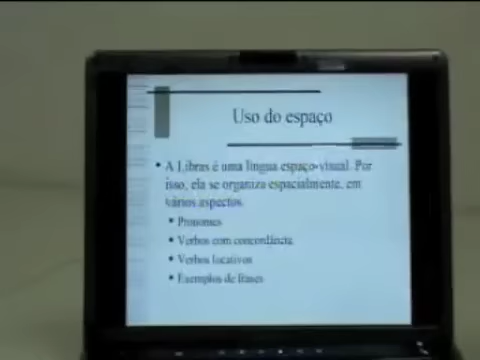 Uso do espaço
• A Libras é uma língua espaço-visual. Por
isso, ela se organiza espacialmente, em
vários aspectos.
• Pronomes
• Verbos com concordância
• Verbos locativos
• Exemplos de frases